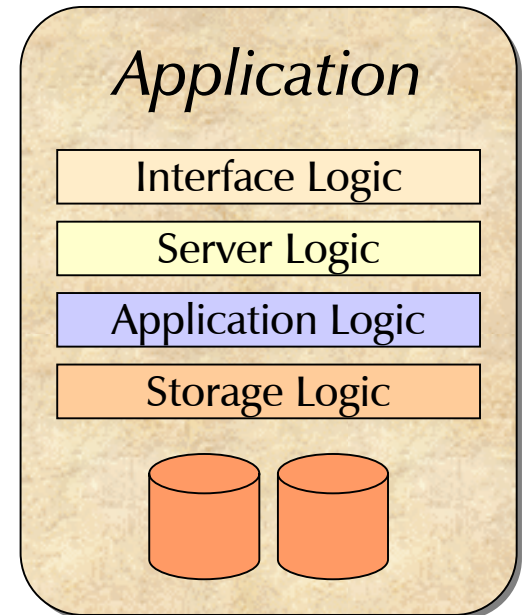 Application
Interface Logic
Server Logic
Application Logic
Storage Logic